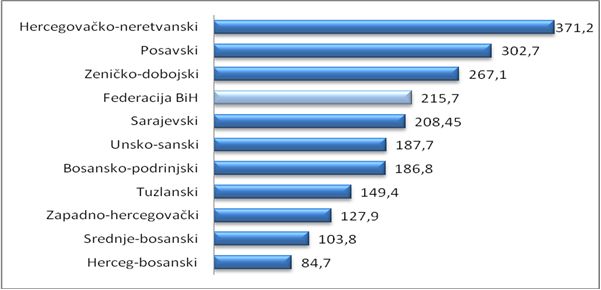 Hercegovačko-neretvanski 371,2
Posavski 302,7
Zeničko-dobojski 267,1
Federacija BiH 215,7
Sarajevski 208,45
Unsko-sanski 187,7
Bosansko-podrinjski 186,8
Tuzlanski 149,4
Zapadno-hercegovački 127,9
Srednje-bosanski 103,8
Herceg-bosanski 84,7